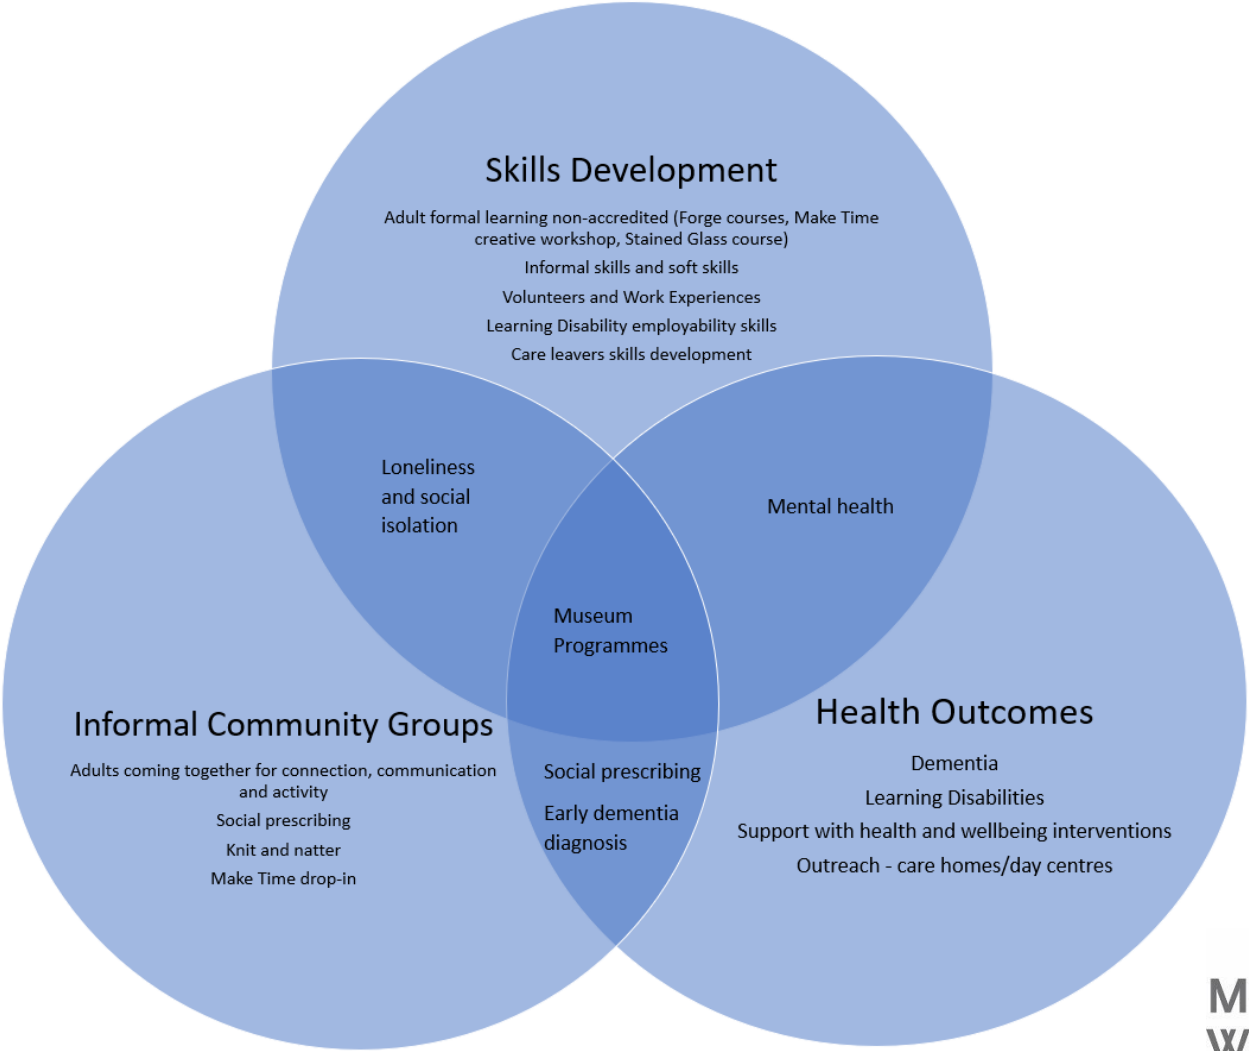 Skills Development
Adult formal learning non-accredited (Forge courses, Make Time
creative workshop, Stained Glass course)
Informal skills and soft skills
Volunteers and Work Experiences
Learning Disability employability skills
Care leavers skills development
Loneliness
and social
isolation
Mental health
Museum
Programmes
Informal Community Groups
Adults coming together for connection, communication
and activity
Social prescribing
Knit and natter
Make Time drop-in
Social prescribing
Early dementia
diagnosis
Health Outcomes
Dementia
Learning Disabilities
Support with health and wellbeing interventions
Outreach - care homes/day centres
M
W